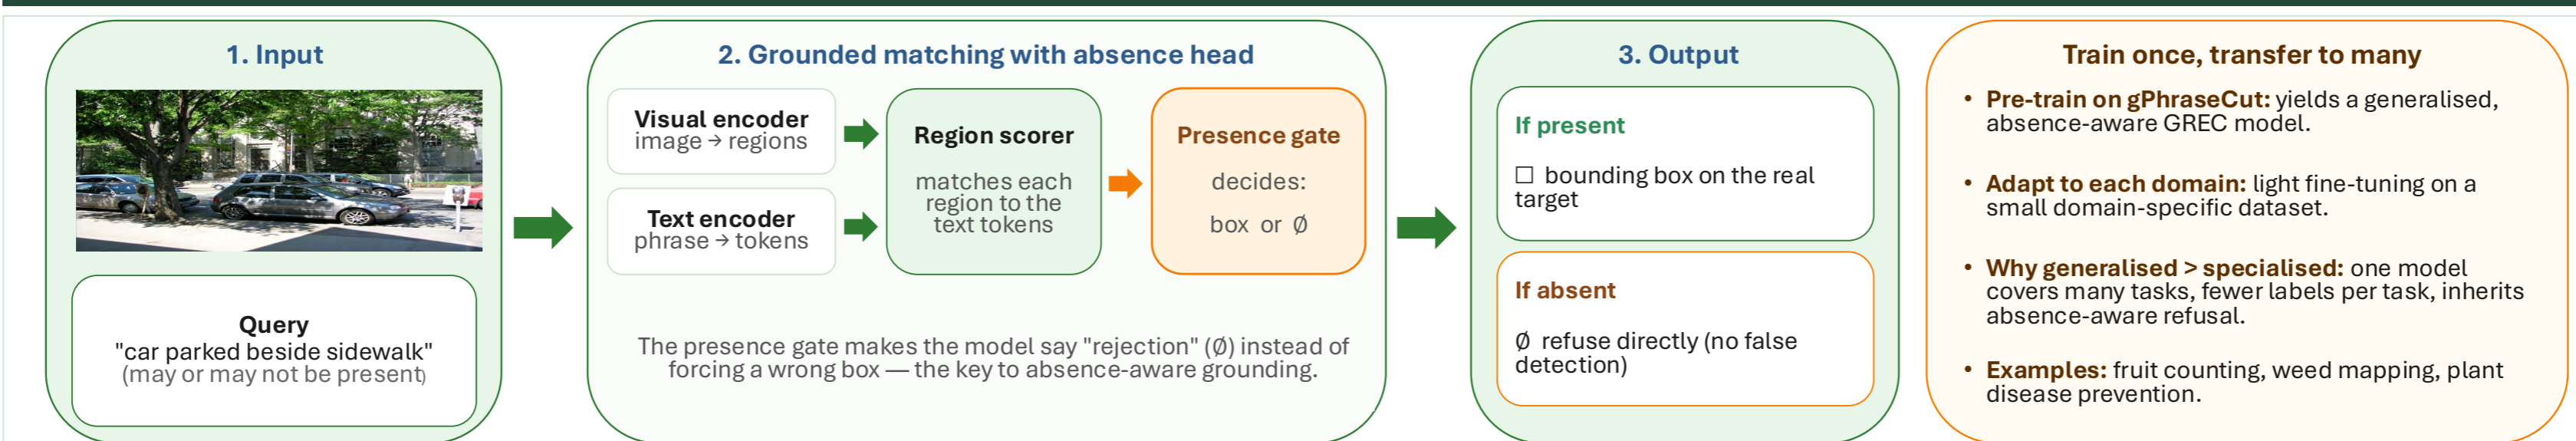 1. Input
Query
"car parked beside sidewalk"
(may or may not be present)
2. Grounded matching with absence head
Visual encoder
image → regions
Text encoder
phrase → tokens
Region scorer
matches each
region to the
text tokens
Presence gate
decides:
box or Ø
The presence gate makes the model say "rejection" (Ø) instead of
forcing a wrong box — the key to absence-aware grounding.
3. Output
If present
☐ bounding box on the real
target
If absent
Ø refuse directly (no false
detection)
Train once, transfer to many
• Pre-train on gPhraseCut: yields a generalised,
absence-aware GREC model.
• Adapt to each domain: light fine-tuning on a
small domain-specific dataset.
• Why generalised > specialised: one model
covers many tasks, fewer labels per task, inherits
absence-aware refusal.
• Examples: fruit counting, weed mapping, plant
disease prevention.